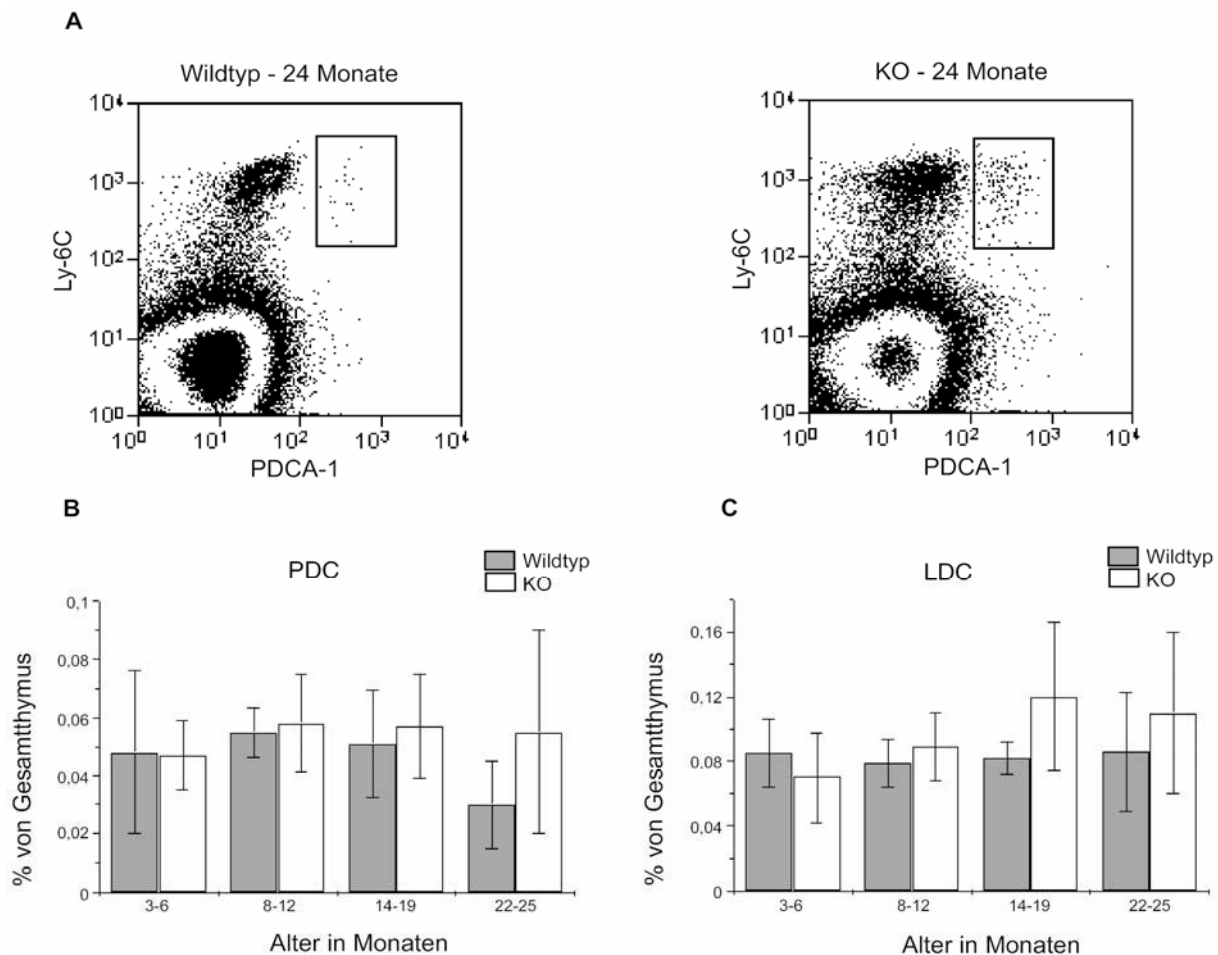 A
Wildtyp - 24 Monate
10⁴
10³
10²
10¹
10⁰
Ly-6C
10⁰ 10¹ 10² 10³ 10⁴
PDCA-1
KO - 24 Monate
10⁴
10³
10²
10¹
10⁰
Ly-6C
10⁰ 10¹ 10² 10³ 10⁴
PDCA-1
B
PDC
Wildtyp
KO
0,1
0,08
0,06
0,04
0,02
0
% von Gesamtthymus
3-6 8-12 14-19 22-25
Alter in Monaten
C
LDC
Wildtyp
KO
0,16
0,12
0,08
0,04
0
% von Gesamtthymus
3-6 8-12 14-19 22-25
Alter in Monaten